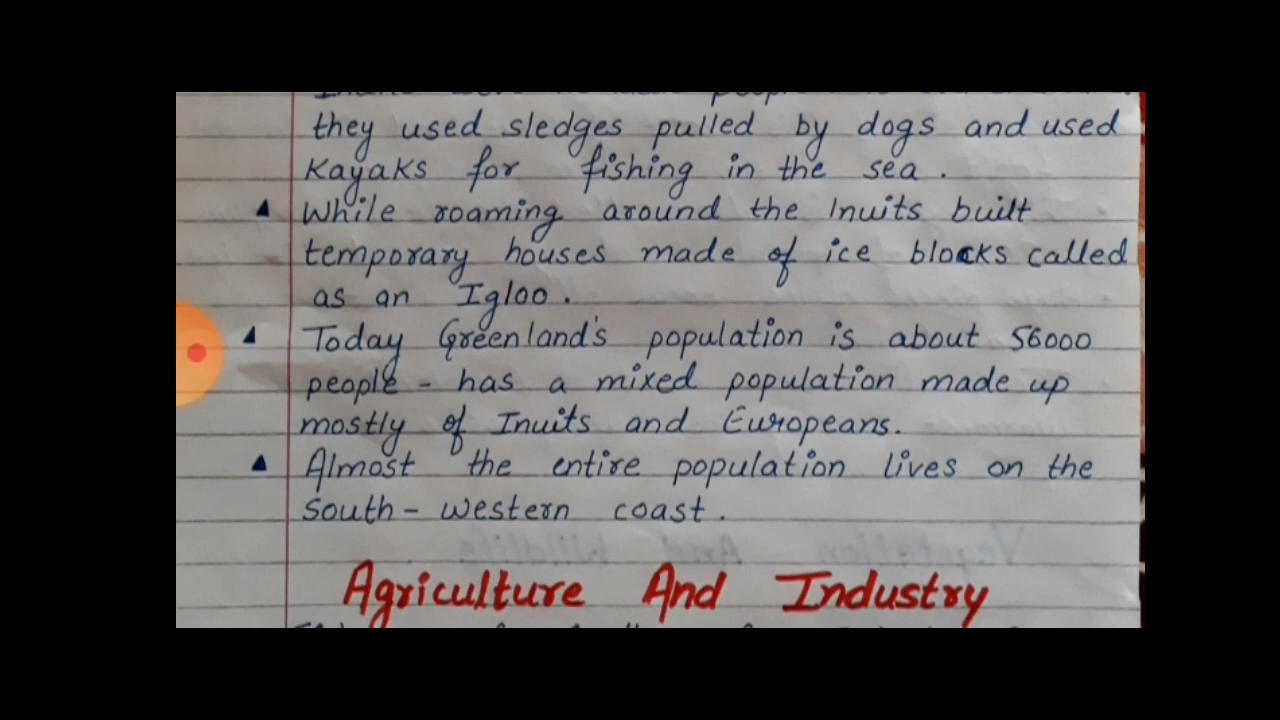 they used sledges pulled by dogs and used
Kayaks for fishing in the sea.
While roaming around the Inuits built
temporary houses made of ice blocks called
as an Igloo.
Today Greenland's population is about 56000
people - has a mixed population made up
mostly of Inuits and Europeans.
Almost the entire population lives on the
South-western coast.
Agriculture And Industry